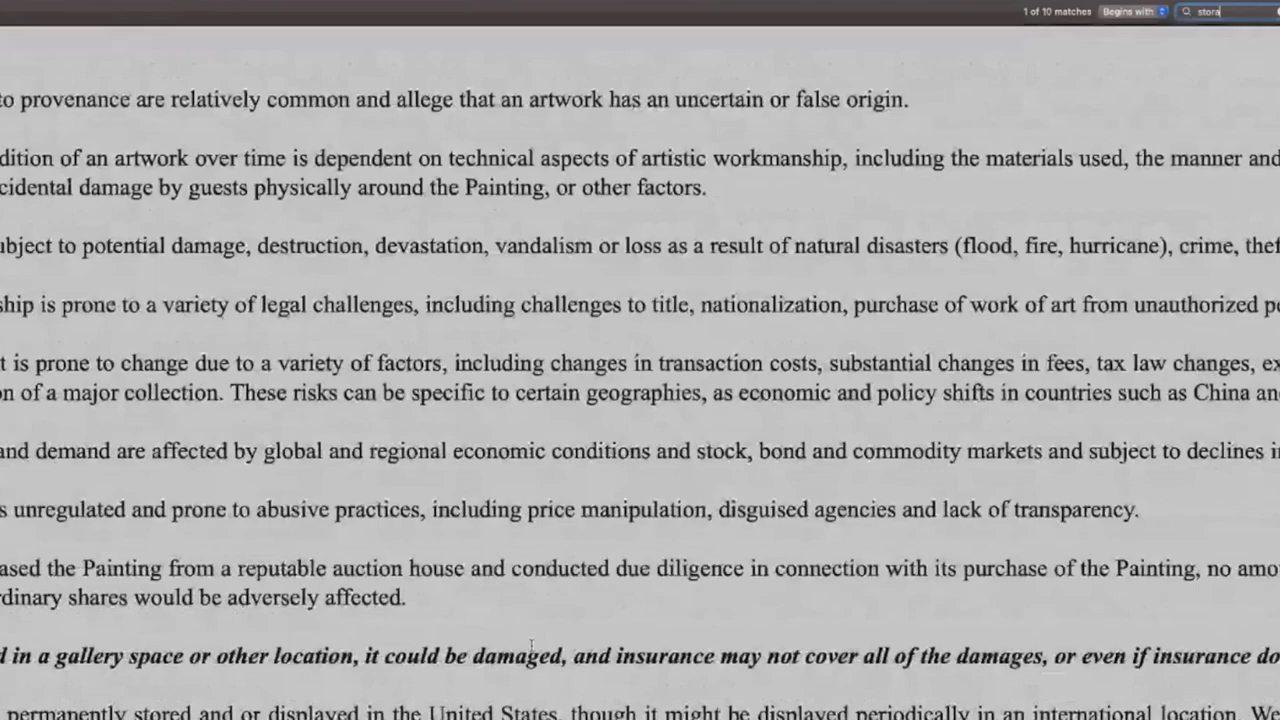 1 of 10 matches Begins with stora
to provenance are relatively common and allege that an artwork has an uncertain or false origin.
dition of an artwork over time is dependent on technical aspects of artistic workmanship, including the materials used, the manner and
cidental damage by guests physically around the Painting, or other factors.
ubject to potential damage, destruction, devastation, vandalism or loss as a result of natural disasters (flood, fire, hurricane), crime, thef
ship is prone to a variety of legal challenges, including challenges to title, nationalization, purchase of work of art from unauthorized pe
t is prone to change due to a variety of factors, including changes in transaction costs, substantial changes in fees, tax law changes, ex
on of a major collection. These risks can be specific to certain geographies, as economic and policy shifts in countries such as China an
and demand are affected by global and regional economic conditions and stock, bond and commodity markets and subject to declines i
s unregulated and prone to abusive practices, including price manipulation, disguised agencies and lack of transparency.
ased the Painting from a reputable auction house and conducted due diligence in connection with its purchase of the Painting, no amo
rdinary shares would be adversely affected.
d in a gallery space or other location, it could be damaged, and insurance may not cover all of the damages, or even if insurance do
permanently stored and or displayed in the United States, though it might be displayed periodically in an international location. We